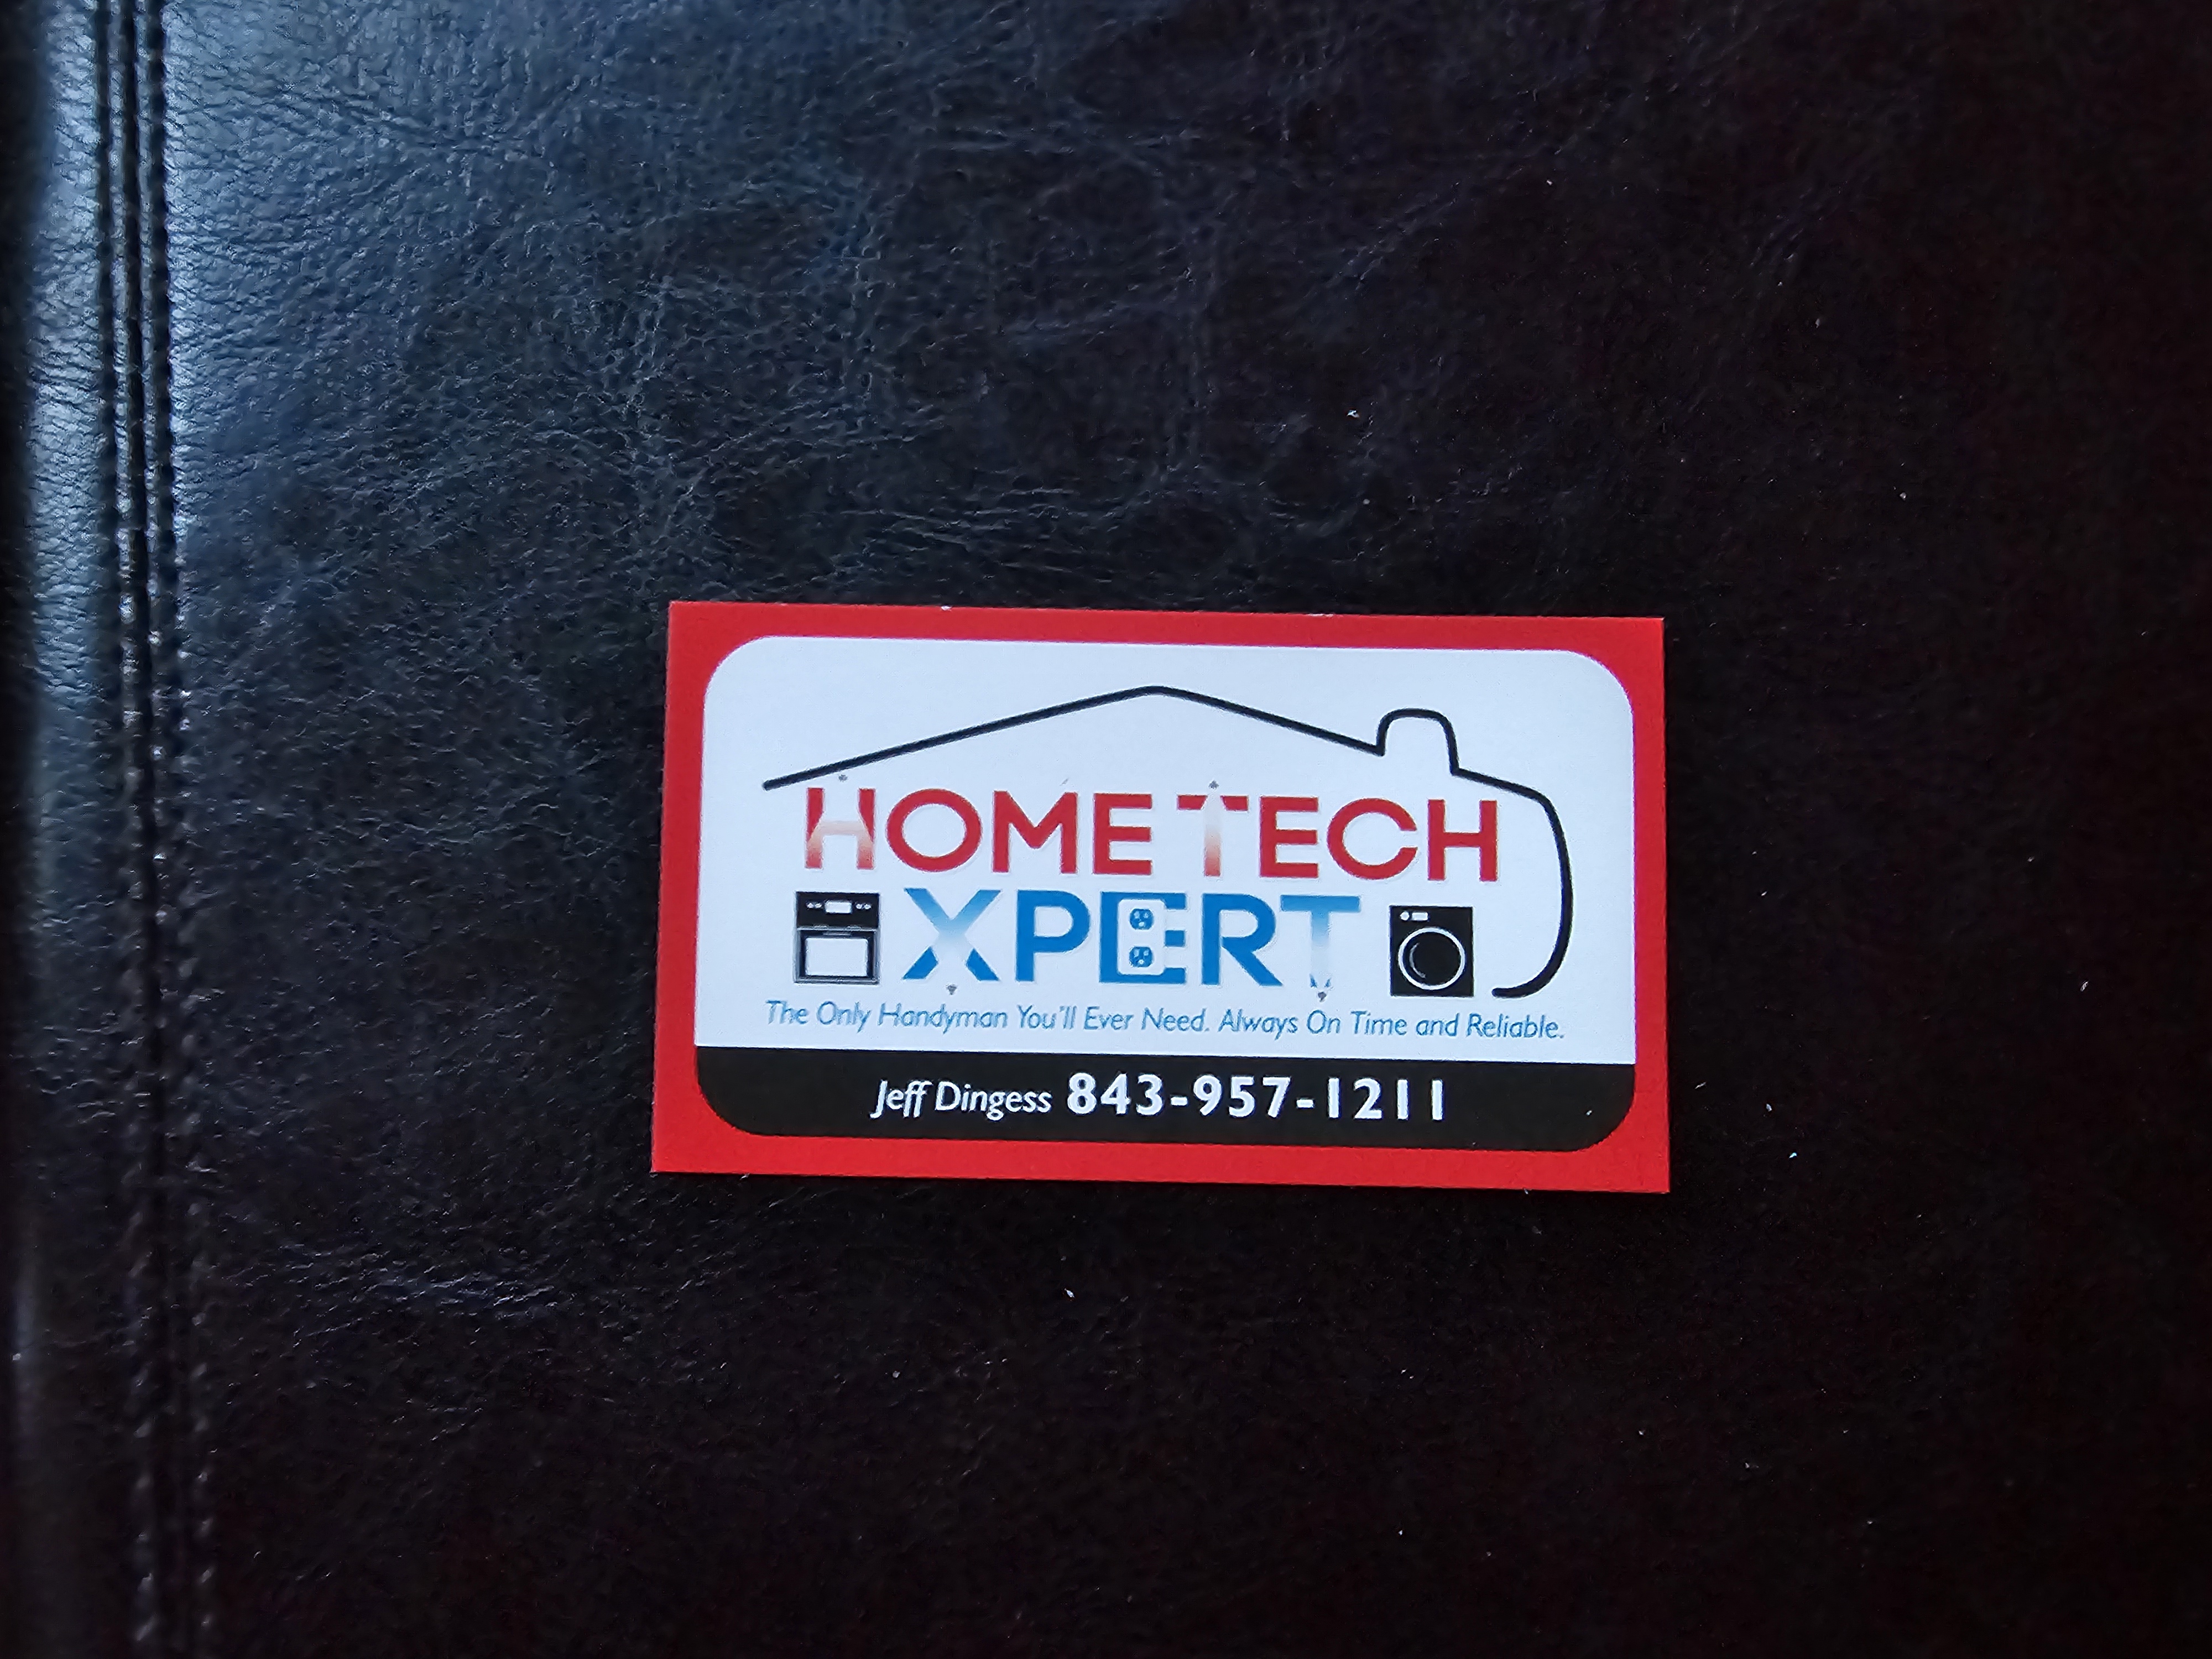 HOME TECH
XPERT
The Only Handyman You'll Ever Need. Always On Time and Reliable.
Jeff Dingess 843-957-1211